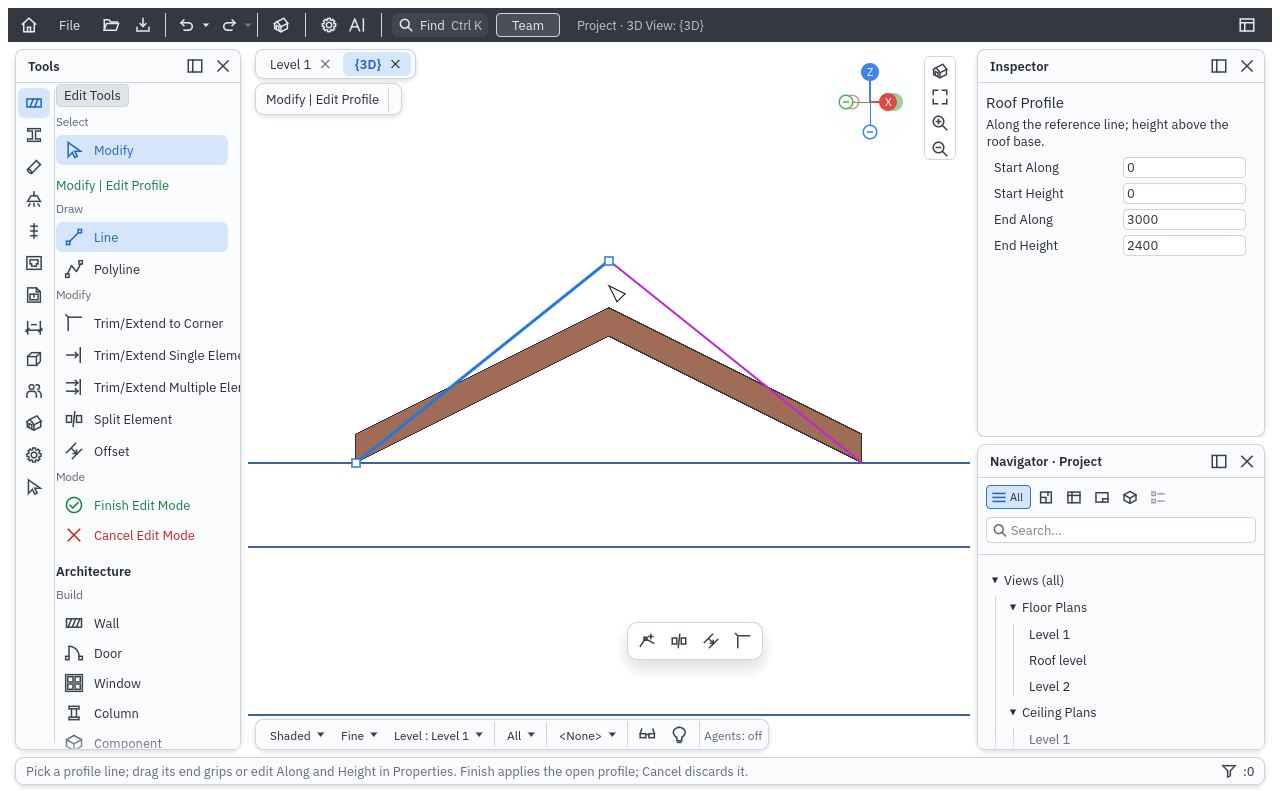 File
Find Ctrl K
Team
Project · 3D View: {3D}
Tools
Edit Tools
Select
Modify
Modify | Edit Profile
Draw
Line
Polyline
Modify
Trim/Extend to Corner
Trim/Extend Single Eleme
Trim/Extend Multiple Eler
Split Element
Offset
Mode
Finish Edit Mode
Cancel Edit Mode
Architecture
Build
Wall
Door
Window
Column
Component
Level 1
{3D}
Modify | Edit Profile
Z
X
Shaded
Fine
Level : Level 1
All
<None>
Agents: off
Inspector
Roof Profile
Along the reference line; height above the
roof base.
Start Along 0
Start Height 0
End Along 3000
End Height 2400
Navigator · Project
All
Search...
Views (all)
Floor Plans
Level 1
Roof level
Level 2
Ceiling Plans
Level 1
Pick a profile line; drag its end grips or edit Along and Height in Properties. Finish applies the open profile; Cancel discards it.
:0